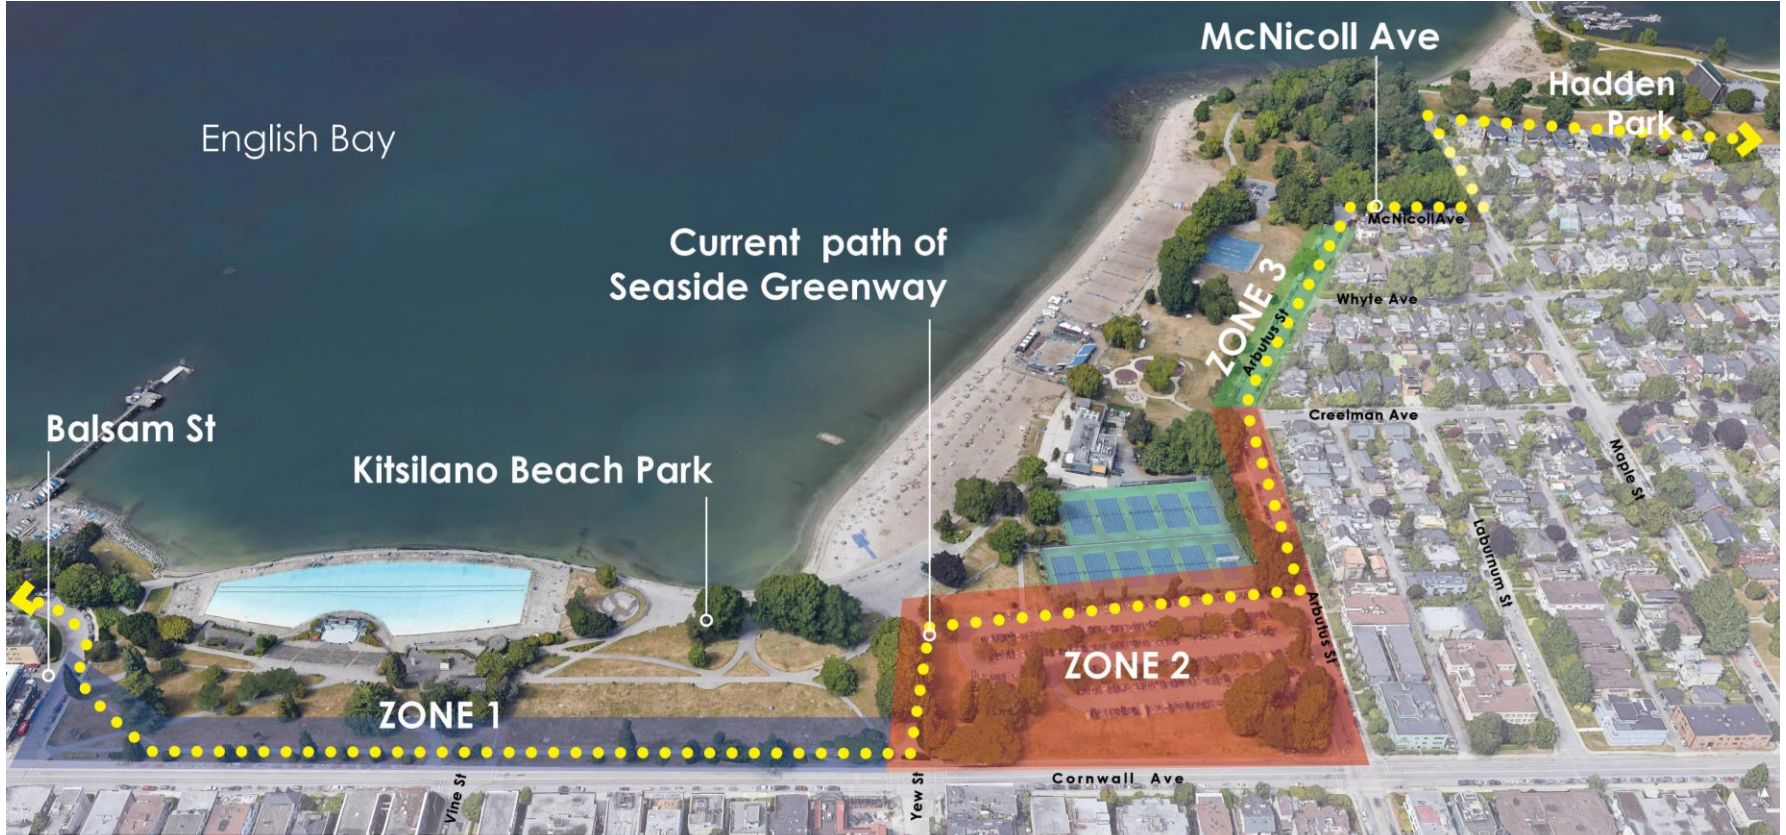 McNicoll Ave
Hadden
Park
English Bay
McNicollAve
Current path of
Seaside Greenway
ZONE 3
Whyte Ave
Arbutus St
Creelman Ave
Balsam St
Kitsilano Beach Park
Maple St
Laburnum St
Arbutus St
ZONE 2
ZONE 1
Vine St
Yew St
Cornwall Ave